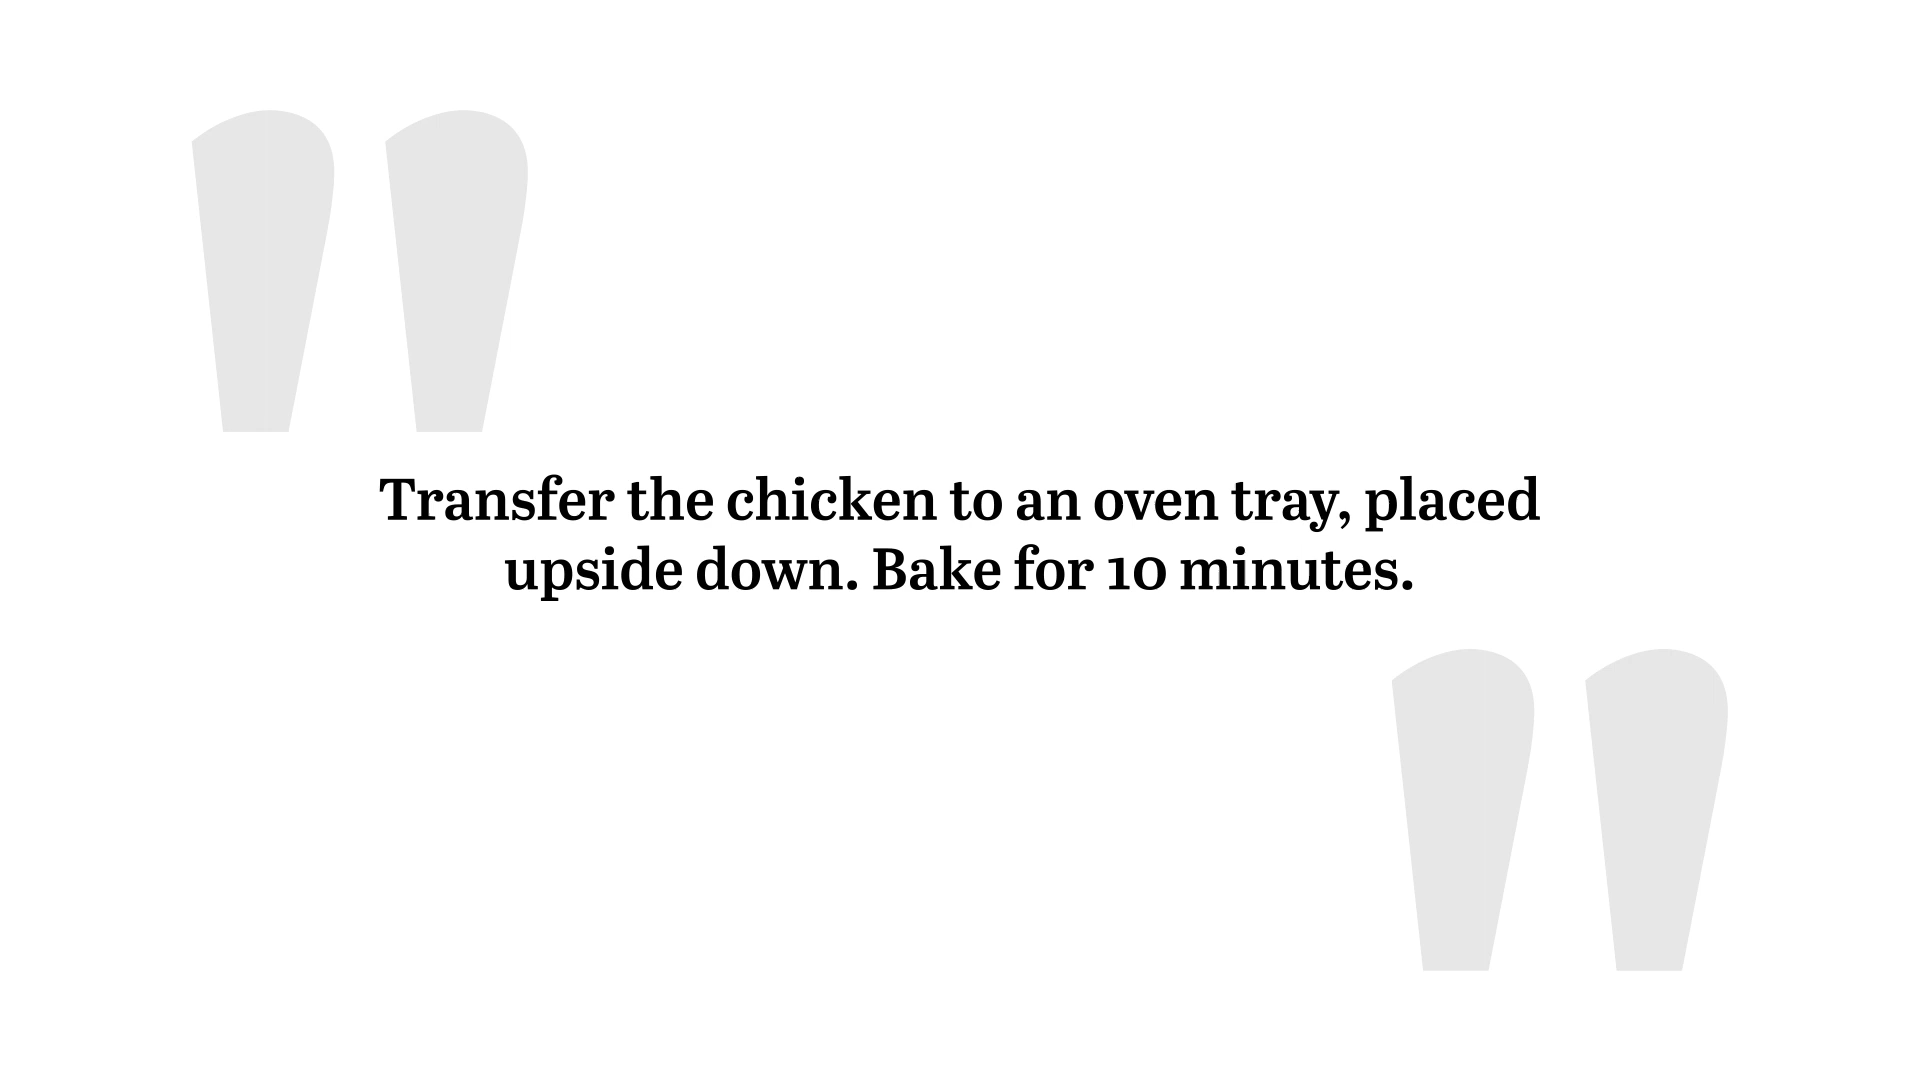 "
Transfer the chicken to an oven tray, placed
upside down. Bake for 10 minutes.
"